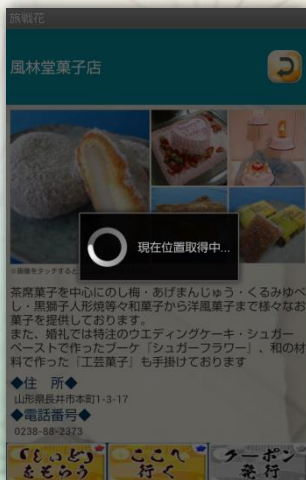 旅戦花
風林堂菓子店
現在位置取得中...
※画像をタッチすると
茶席菓子を中心にのし梅・あげまんじゅう・くるみゆべ
し・黒獅子人形焼等々和菓子から洋風菓子まで様々なお
菓子を提供しております。
また、婚礼では特注のウエディングケーキ・シュガー
ペーストで作ったブーケ『シュガーフラワー』、和の材
料で作った『工芸菓子』も手掛けております
◆住　所◆
山形県長井市本町1-3-17
◆電話番号◆
0238-88-2373
をもらう
ここへ
行く
クーポン
発行